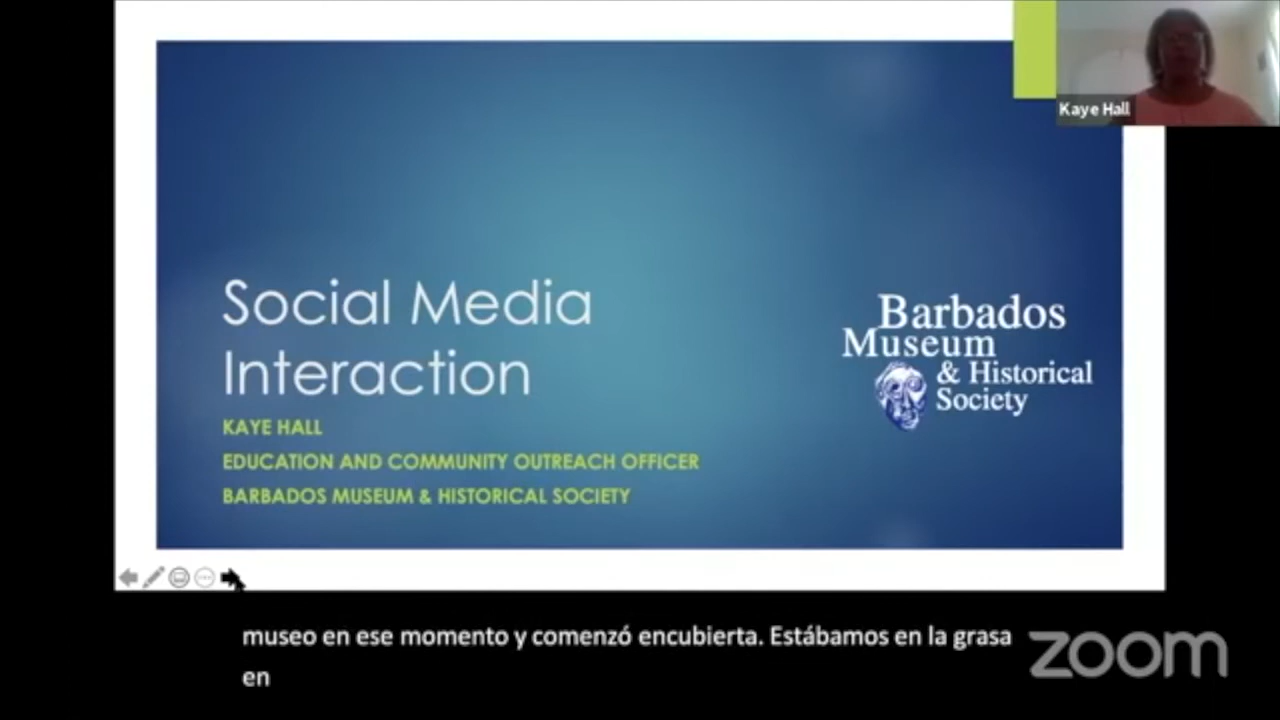 Kaye Hall
Social Media
Interaction
KAYE HALL
EDUCATION AND COMMUNITY OUTREACH OFFICER
BARBADOS MUSEUM & HISTORICAL SOCIETY
Barbados
Museum
& Historical
Society
museo en ese momento y comenzó encubierta. Estábamos en la grasa
en
zoom